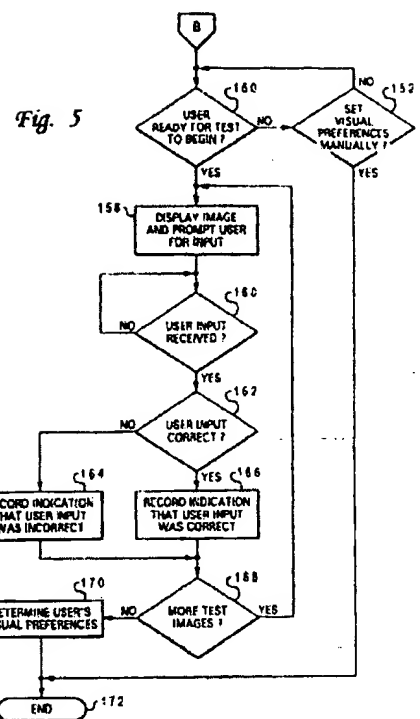 B
Fig. 5
160
USER
READY FOR TEST
TO BEGIN ?
NO
YES
152
SET
VISUAL
PREFERENCES
MANUALLY ?
NO
YES
158
DISPLAY IMAGE
AND PROMPT USER
FOR INPUT
160
USER INPUT
RECEIVED ?
NO
YES
162
USER INPUT
CORRECT ?
NO
YES
164
CORD INDICATION
HAT USER INPUT
WAS INCORRECT
166
RECORD INDICATION
THAT USER INPUT
WAS CORRECT
168
MORE TEST
IMAGES ?
NO
YES
170
ETERMINE USER'S
SUAL PREFERENCES
END
172